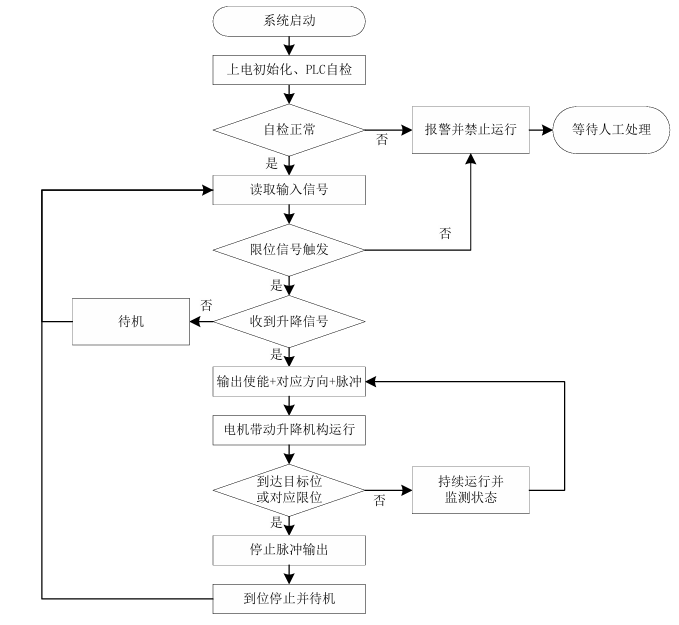 系统启动
上电初始化、PLC自检
自检正常
否
报警并禁止运行
等待人工处理
是
读取输入信号
限位信号触发
否
是
收到升降信号
否
待机
是
输出使能+对应方向+脉冲
电机带动升降机构运行
到达目标位
或对应限位
否
持续运行并
监测状态
是
停止脉冲输出
到位停止并待机